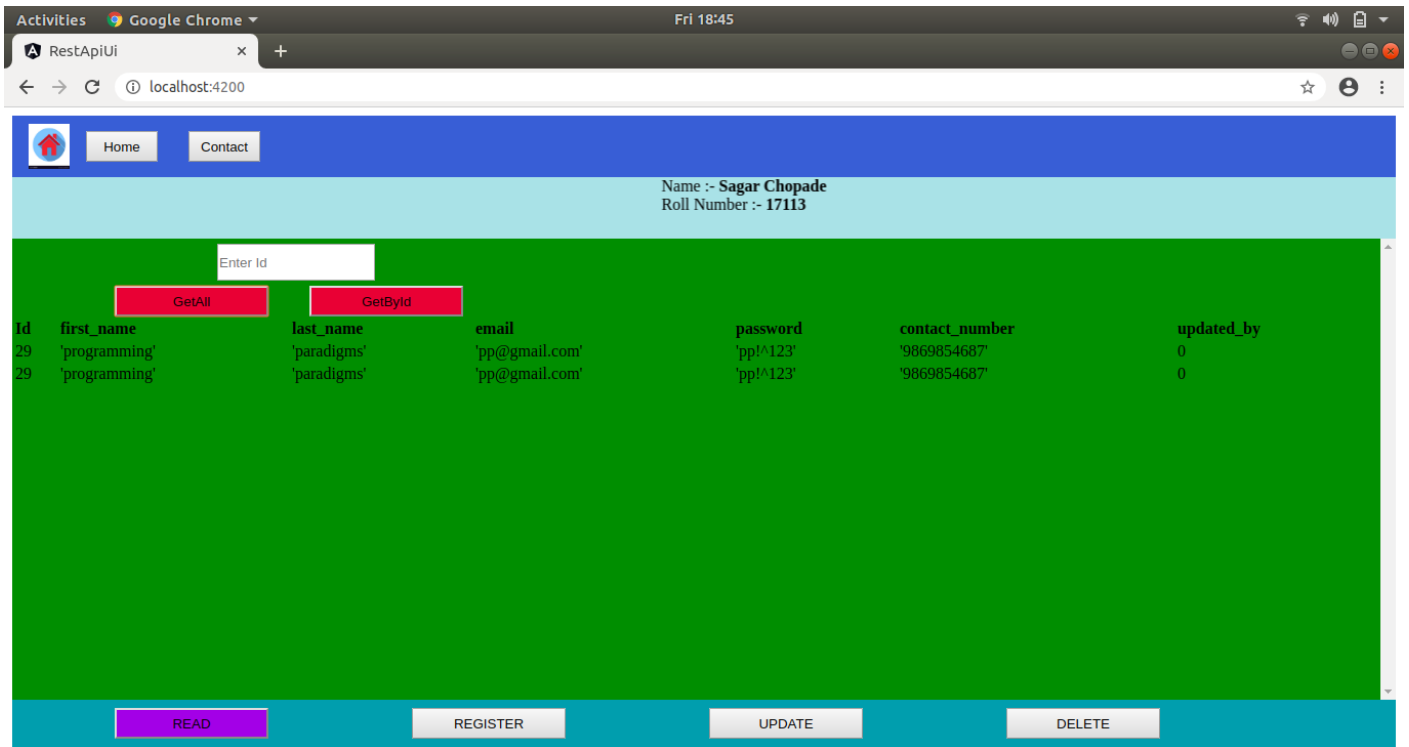 Activities Google Chrome Fri 18:45
RestApiUi × +
localhost:4200
Home Contact
Name :- Sagar Chopade
Roll Number :- 17113
Enter Id
GetAll GetById
Id first_name last_name email password contact_number updated_by
29 'programming' 'paradigms' 'pp@gmail.com' 'pp!^123' '9869854687' 0
29 'programming' 'paradigms' 'pp@gmail.com' 'pp!^123' '9869854687' 0
READ REGISTER UPDATE DELETE